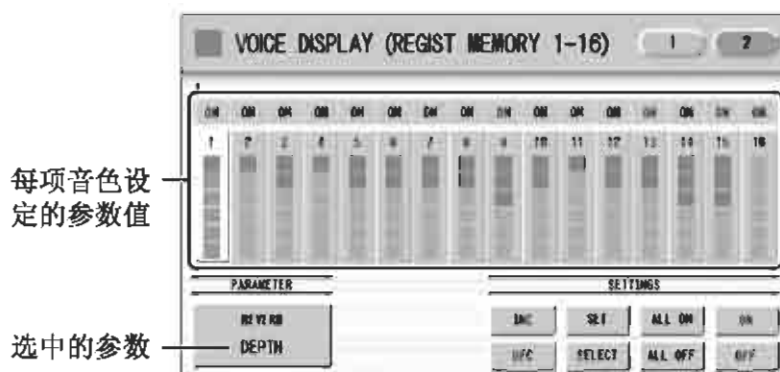 VOICE DISPLAY (REGIST MEMORY 1-16) 1 2
ON ON ON ON ON ON ON ON ON ON ON ON ON ON ON ON
1 2 3 4 5 6 7 8 9 10 11 12 13 14 15 16
每项音色设
定的参数值
PARAMETER SETTINGS
REVERB
DEPTH
INC SET ALL ON ON
DEC SELECT ALL OFF OFF
选中的参数